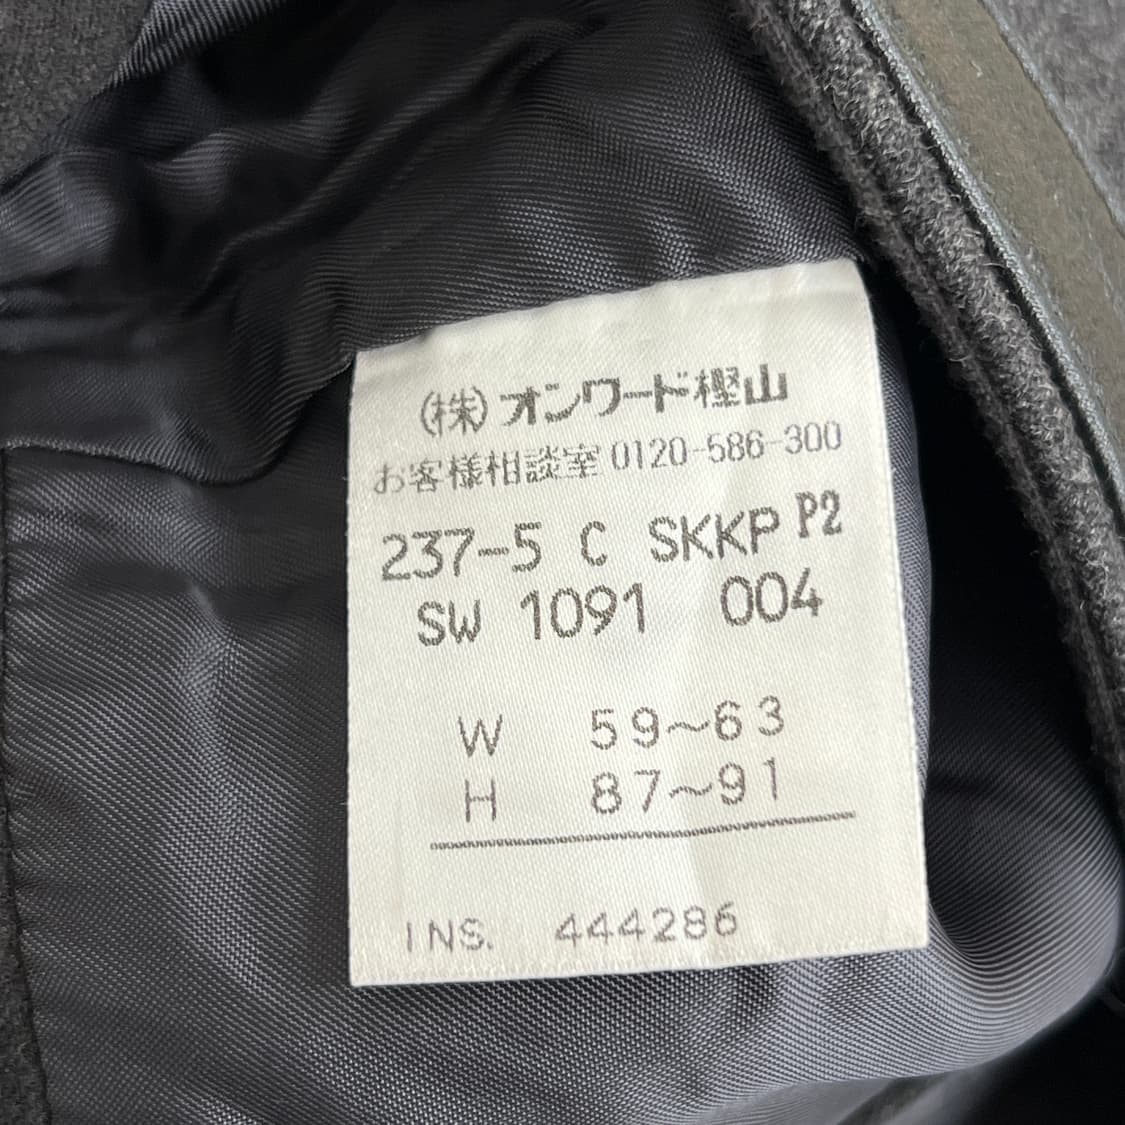 (株)オンワード樫山
お客様相談室 0120-586-300
237-5 C SKKP P2
SW 1091 004
W 59～63
H 87～91
INS. 444286